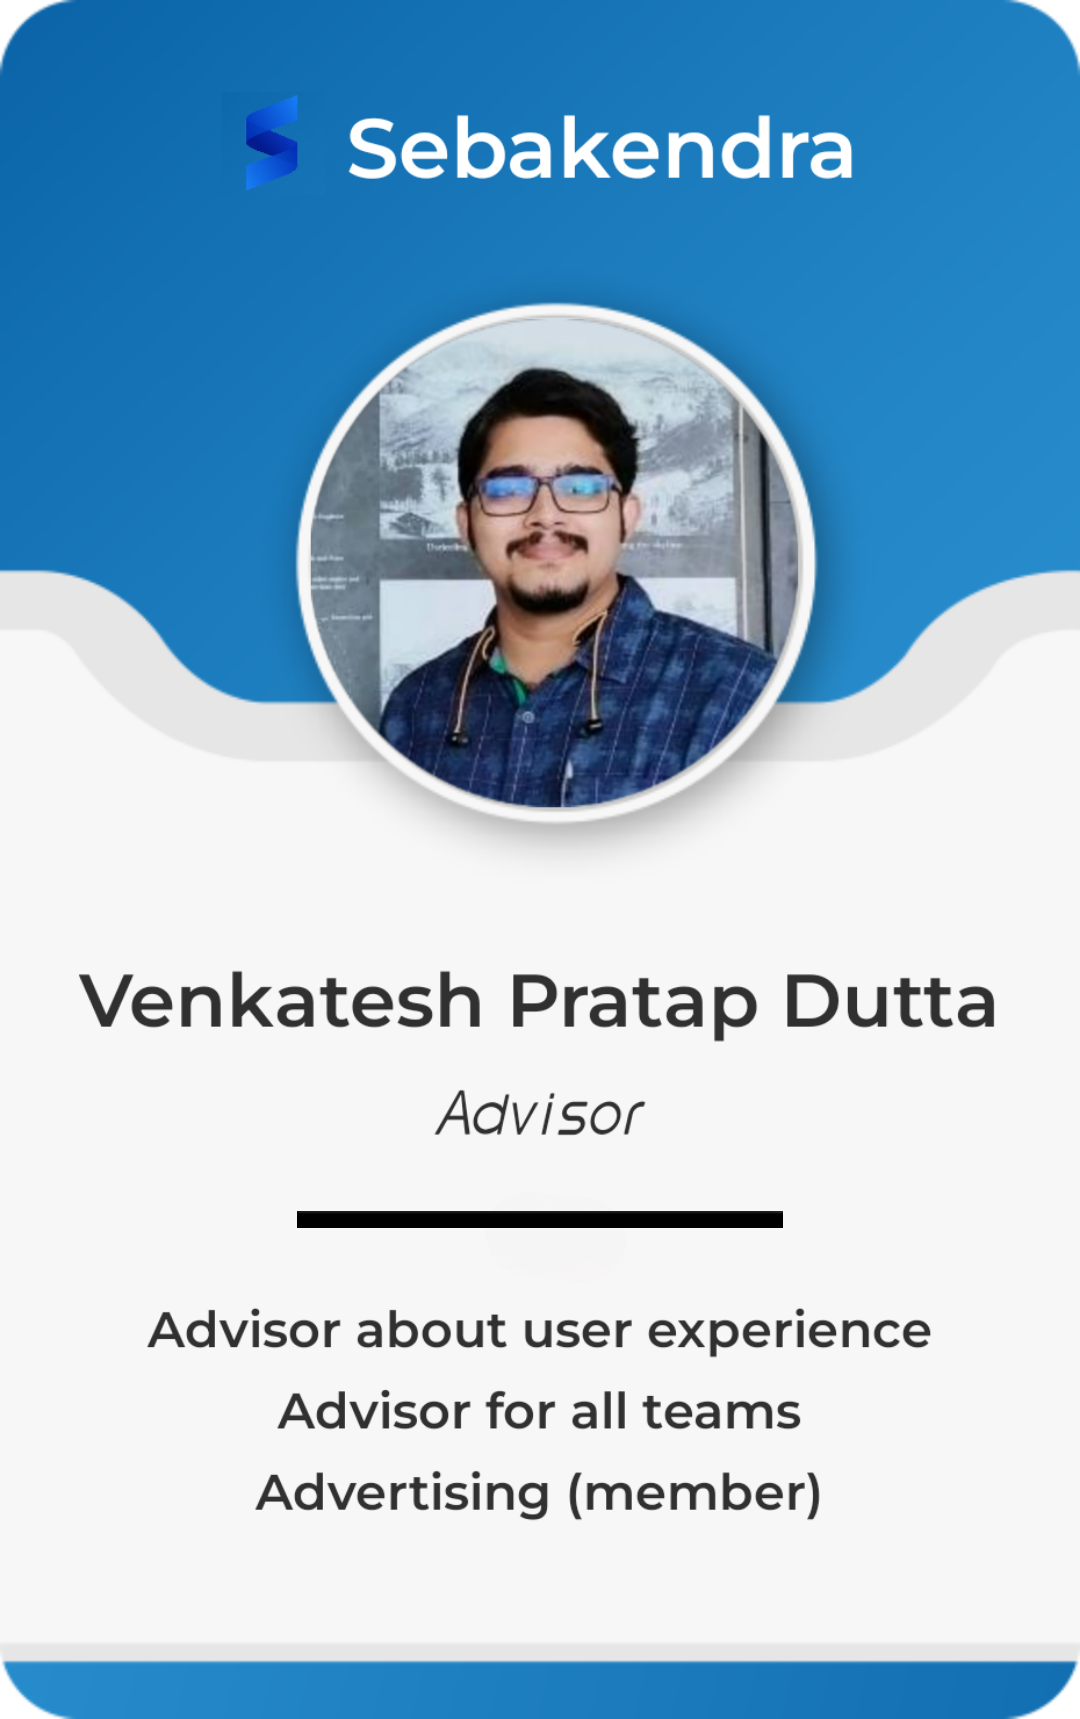 Sebakendra
Venkatesh Pratap Dutta
Advisor
Advisor about user experience
Advisor for all teams
Advertising (member)